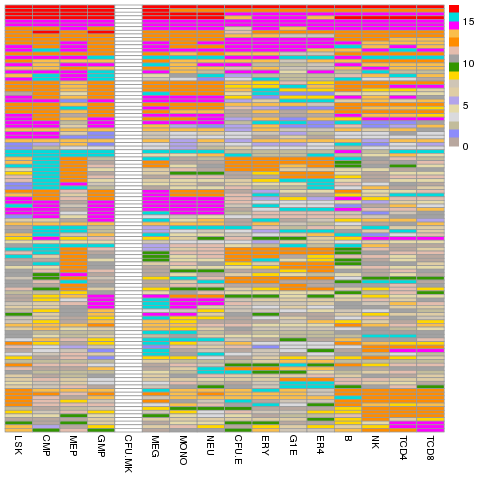 15
10
5
0
LSK
CMP
MEP
GMP
CFU.MK
MEG
MONO
NEU
CFU.E
ERY
G1E
ER4
B
NK
TCD4
TCD8